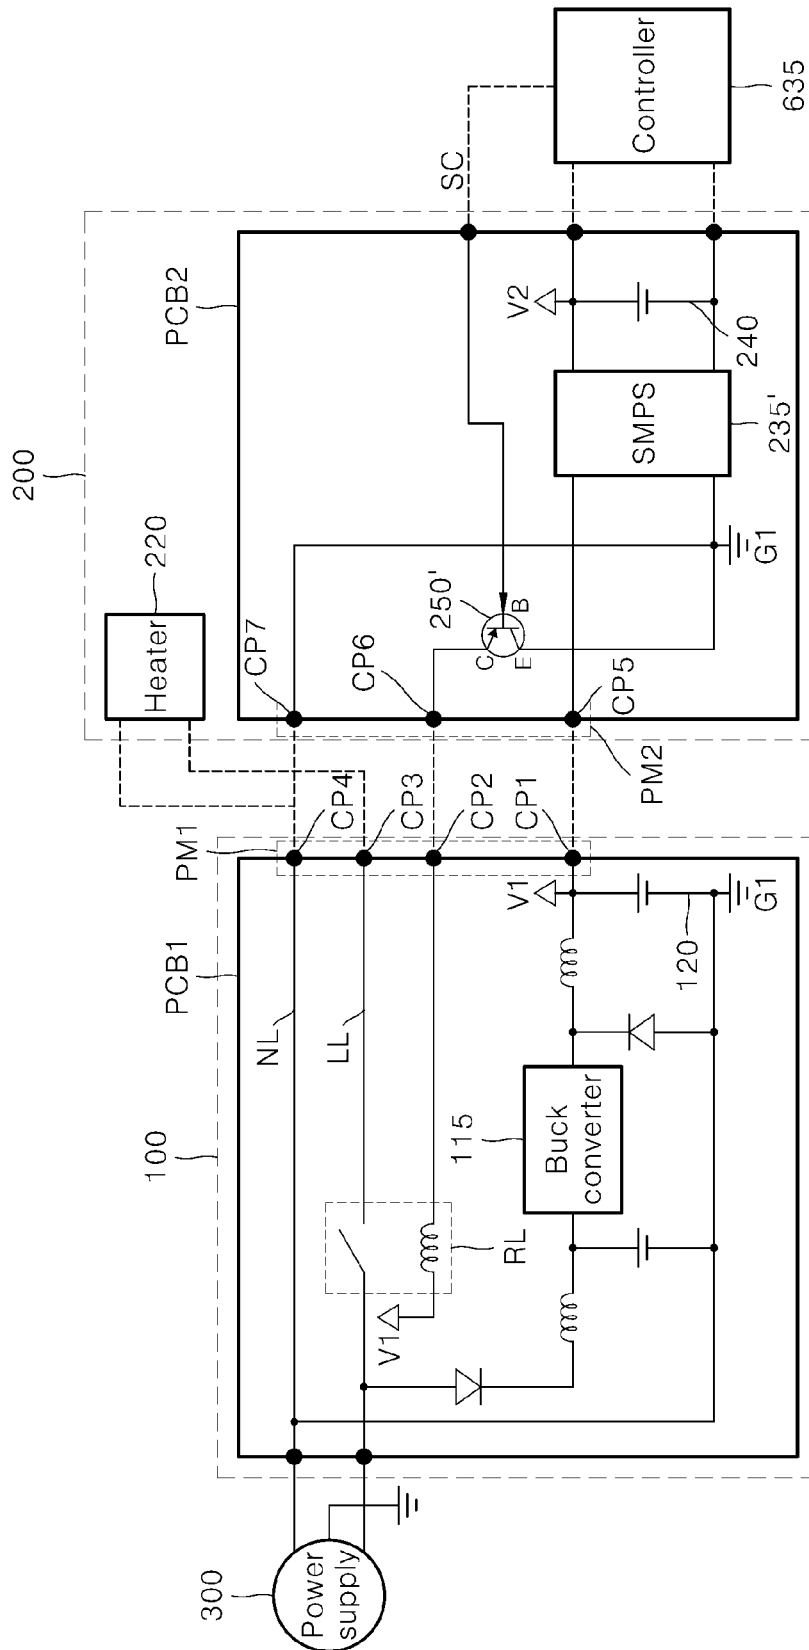 300
Power
supply
100
PCB1
NL
LL
V1
RL
115
Buck
converter
V1
120
G1
PM1
CP4
CP3
CP2
CP1
200
Heater
220
CP7
CP6
CP5
PM2
PCB2
250'
C
B
E
G1
SMPS
235'
V2
240
SC
Controller
635